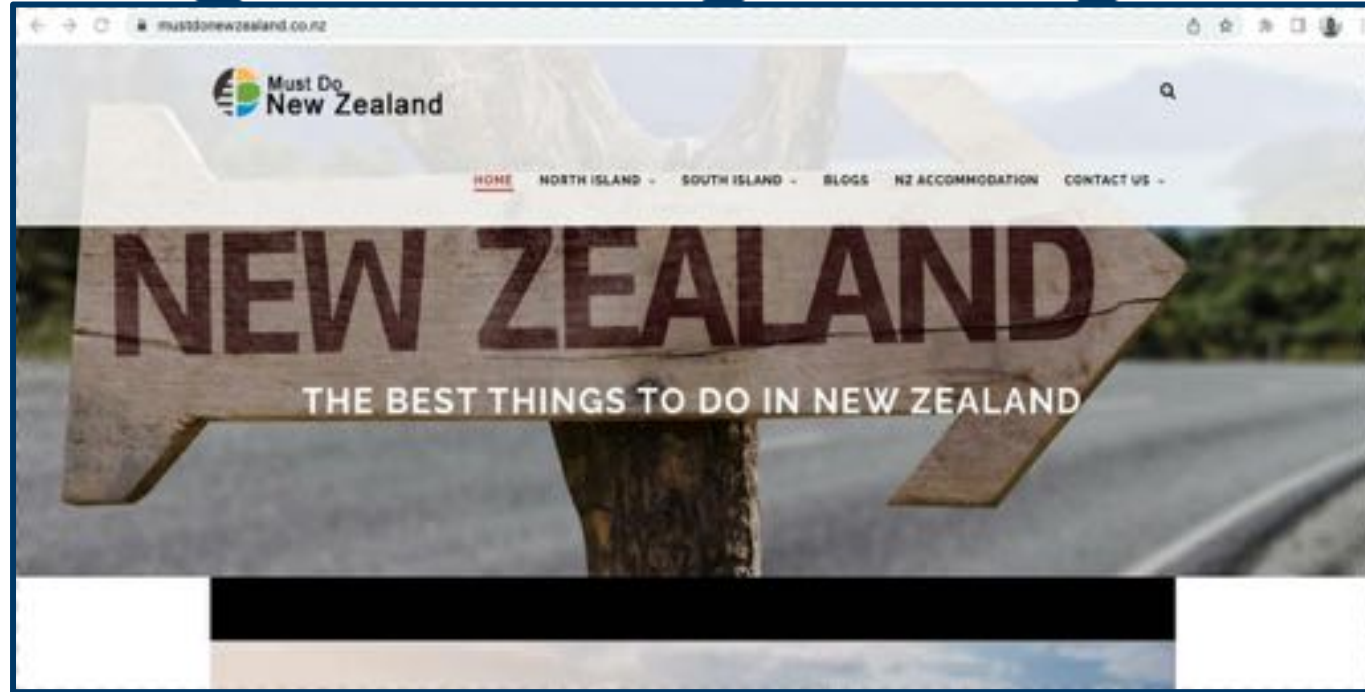 mustdonewzealand.co.nz
Must Do
New Zealand
HOME NORTH ISLAND SOUTH ISLAND BLOGS NZ ACCOMMODATION CONTACT US
NEW ZEALAND
THE BEST THINGS TO DO IN NEW ZEALAND